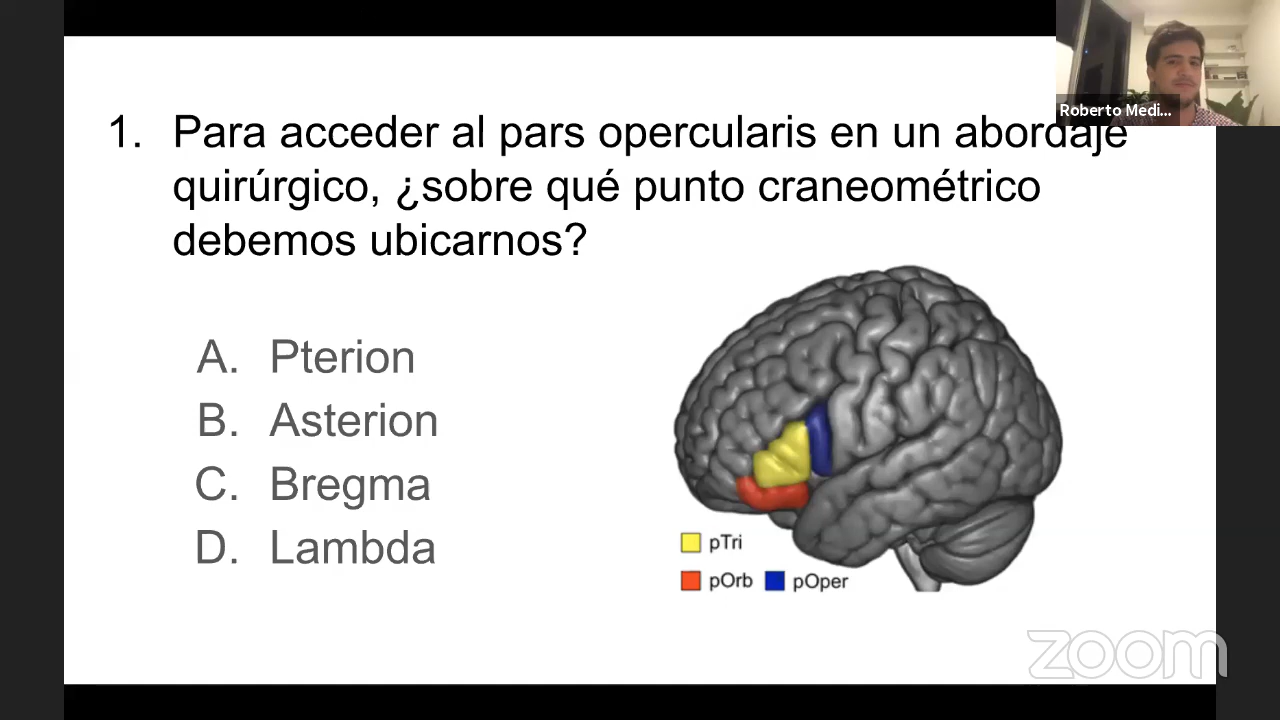 Roberto Medi...
1. Para acceder al pars opercularis en un abordaje
quirúrgico, ¿sobre qué punto craneométrico
debemos ubicarnos?
A. Pterion
B. Asterion
C. Bregma
D. Lambda
pTri
pOrb pOper
zoom